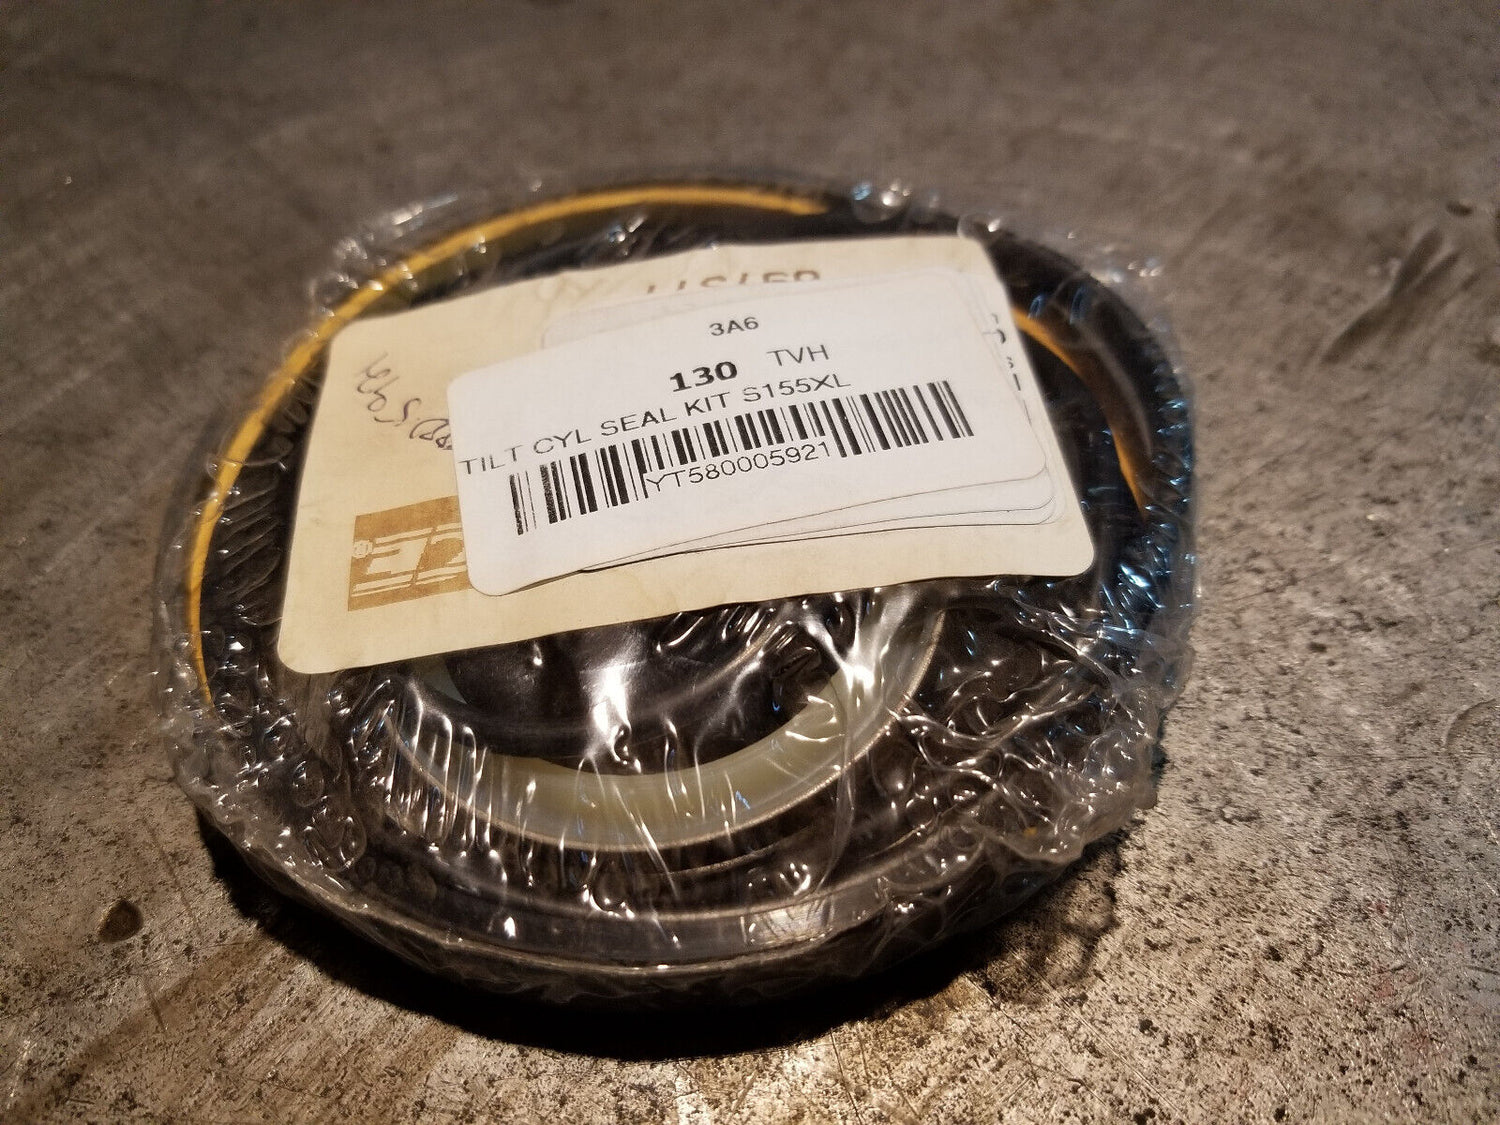 3A6
130 TVH
TILT CYL SEAL KIT S155XL
YT580005921